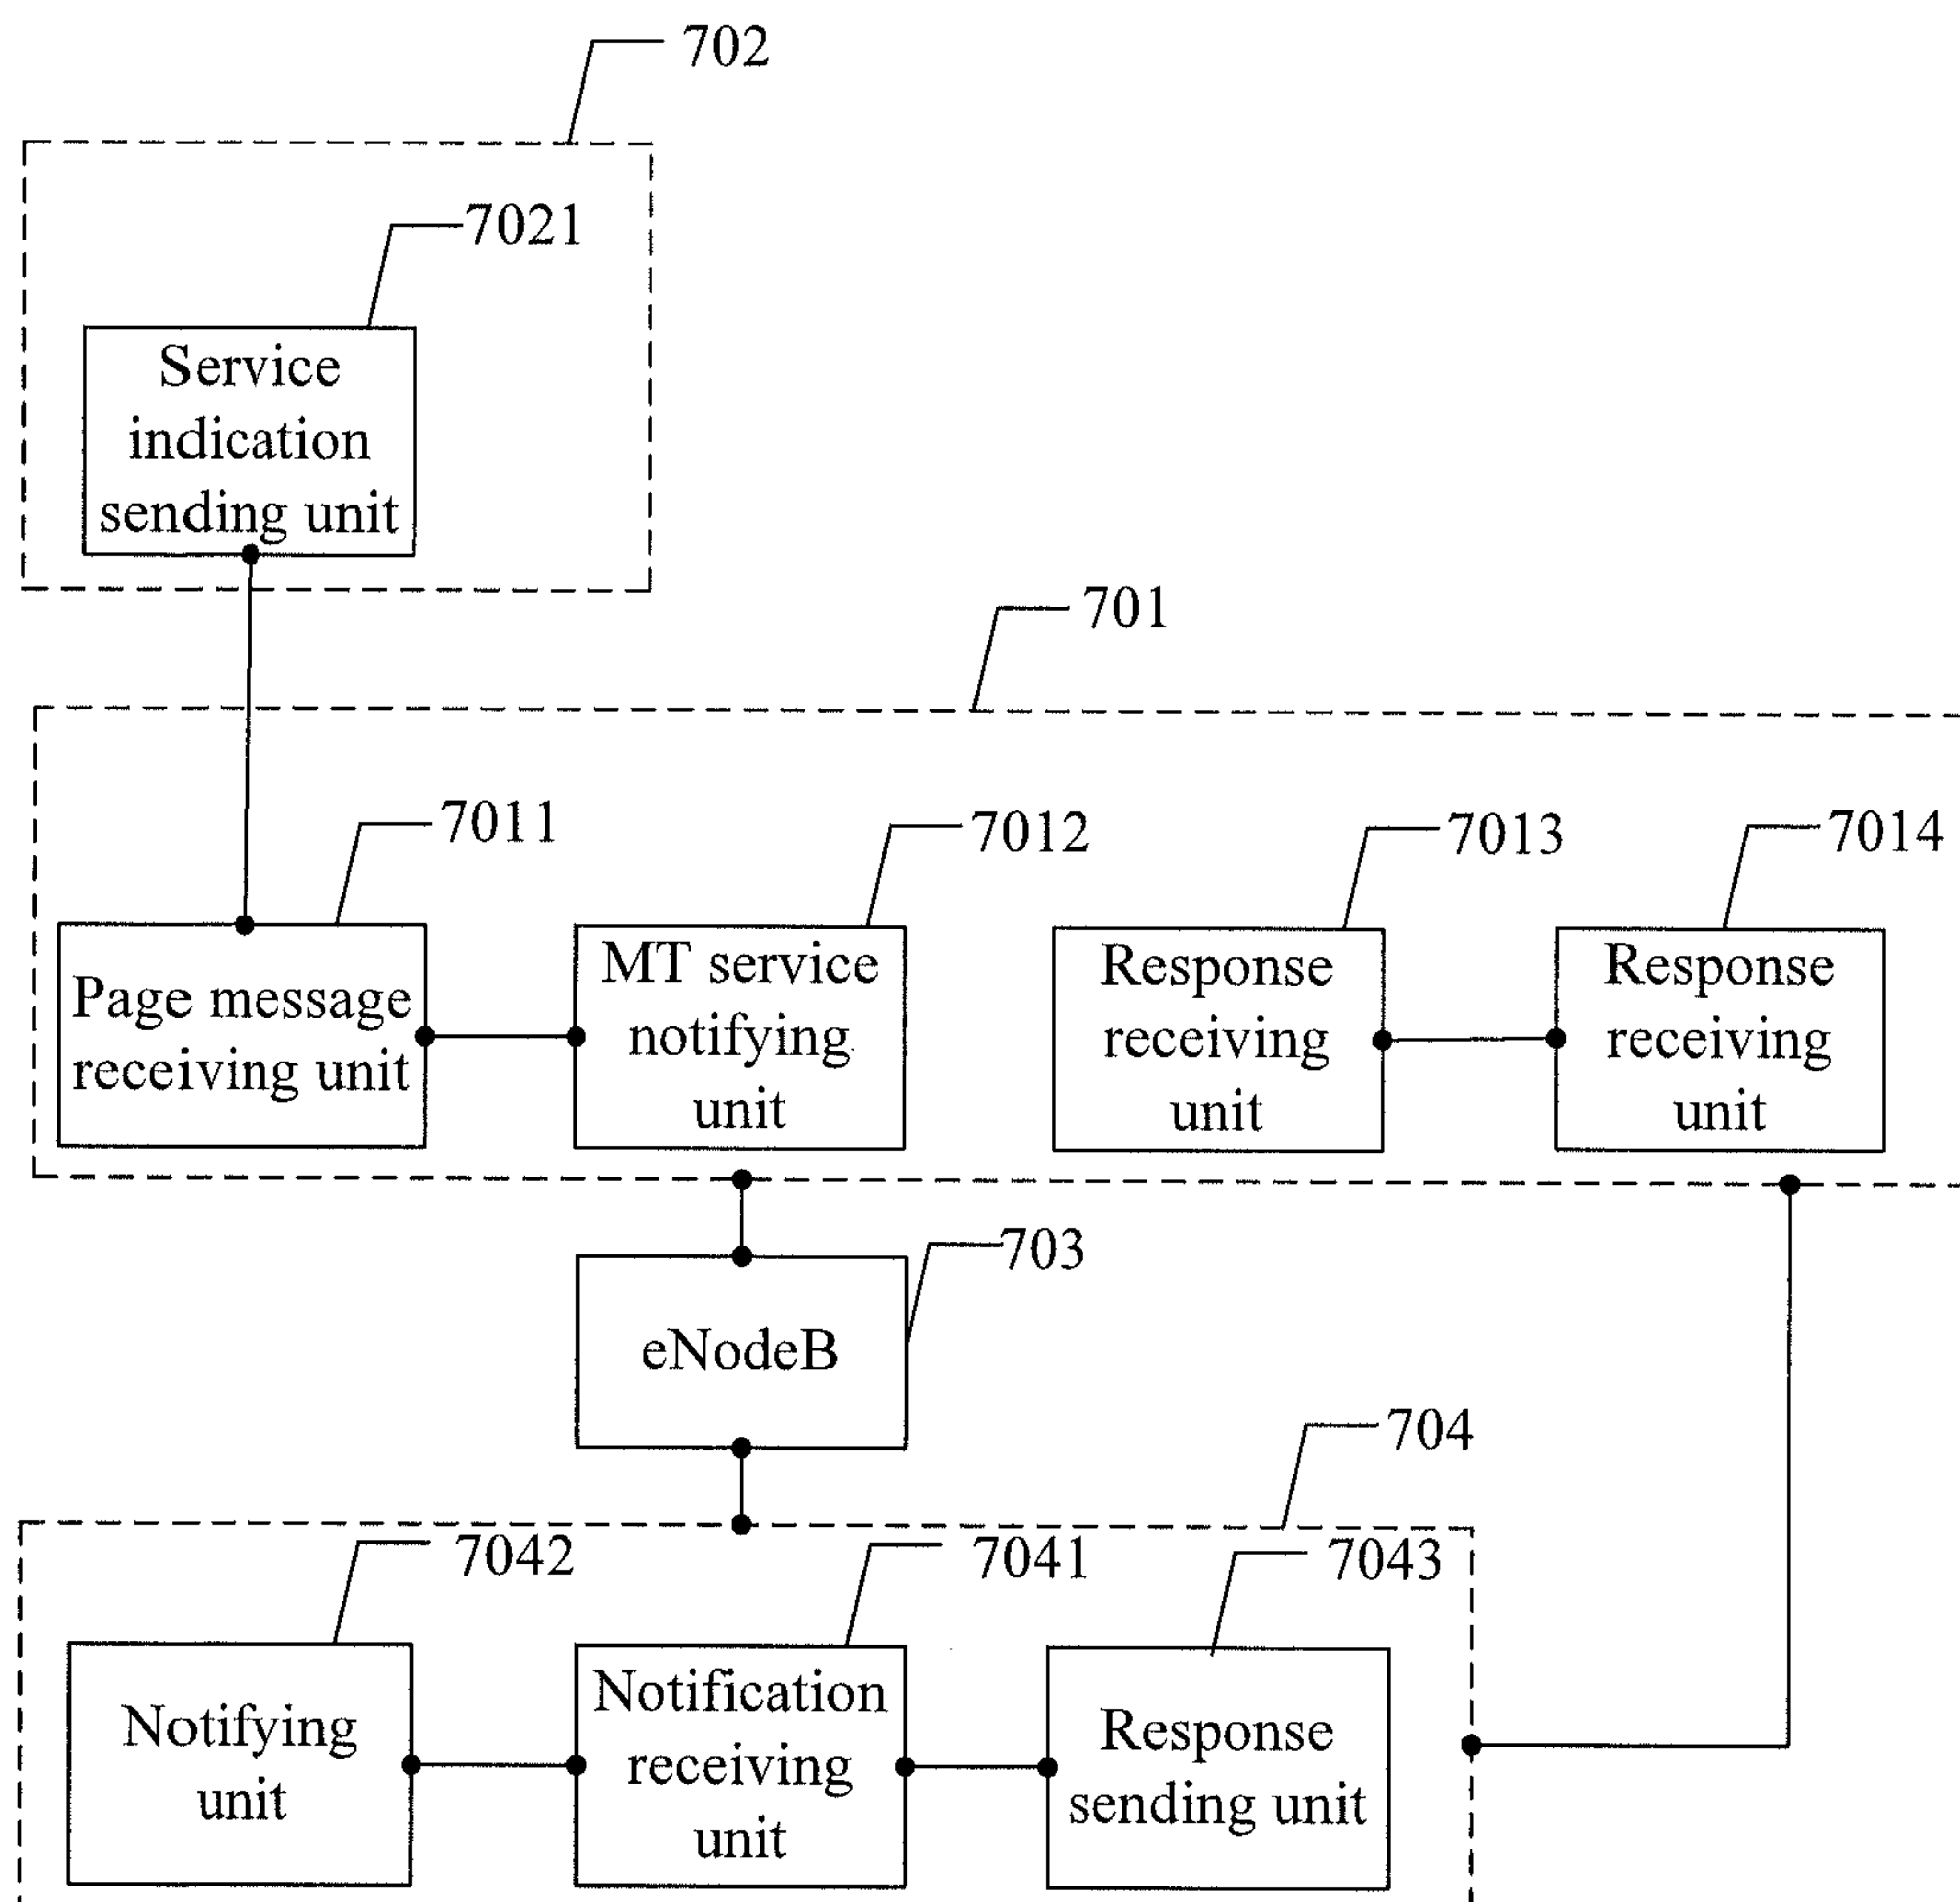 702
7021
Service
indication
sending unit
701
7011
7012
7013
7014
Page message
receiving unit
MT service
notifying
unit
Response
receiving
unit
Response
receiving
unit
703
eNodeB
704
7042
7041
7043
Notifying
unit
Notification
receiving
unit
Response
sending unit